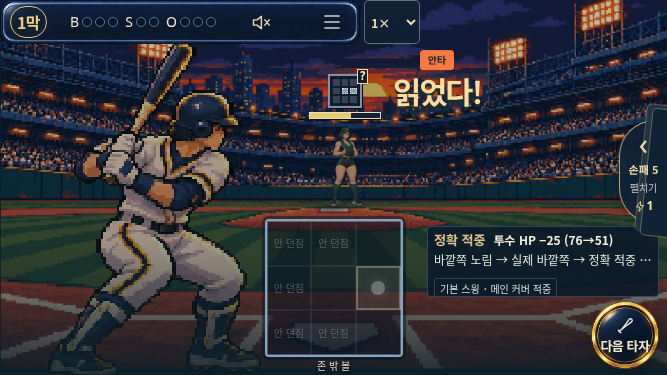 1막
B ○○○ S ○○ O ○○○
1×
안타
?
읽었다!
손패 5
펼치기
1
안 던짐 안 던짐
안 던짐
안 던짐 안 던짐
존 밖 볼
정확 적중 투수 HP −25 (76→51)
바깥쪽 노림 → 실제 바깥쪽 → 정확 적중 …
기본 스윙 · 메인 커버 적중
다음 타자